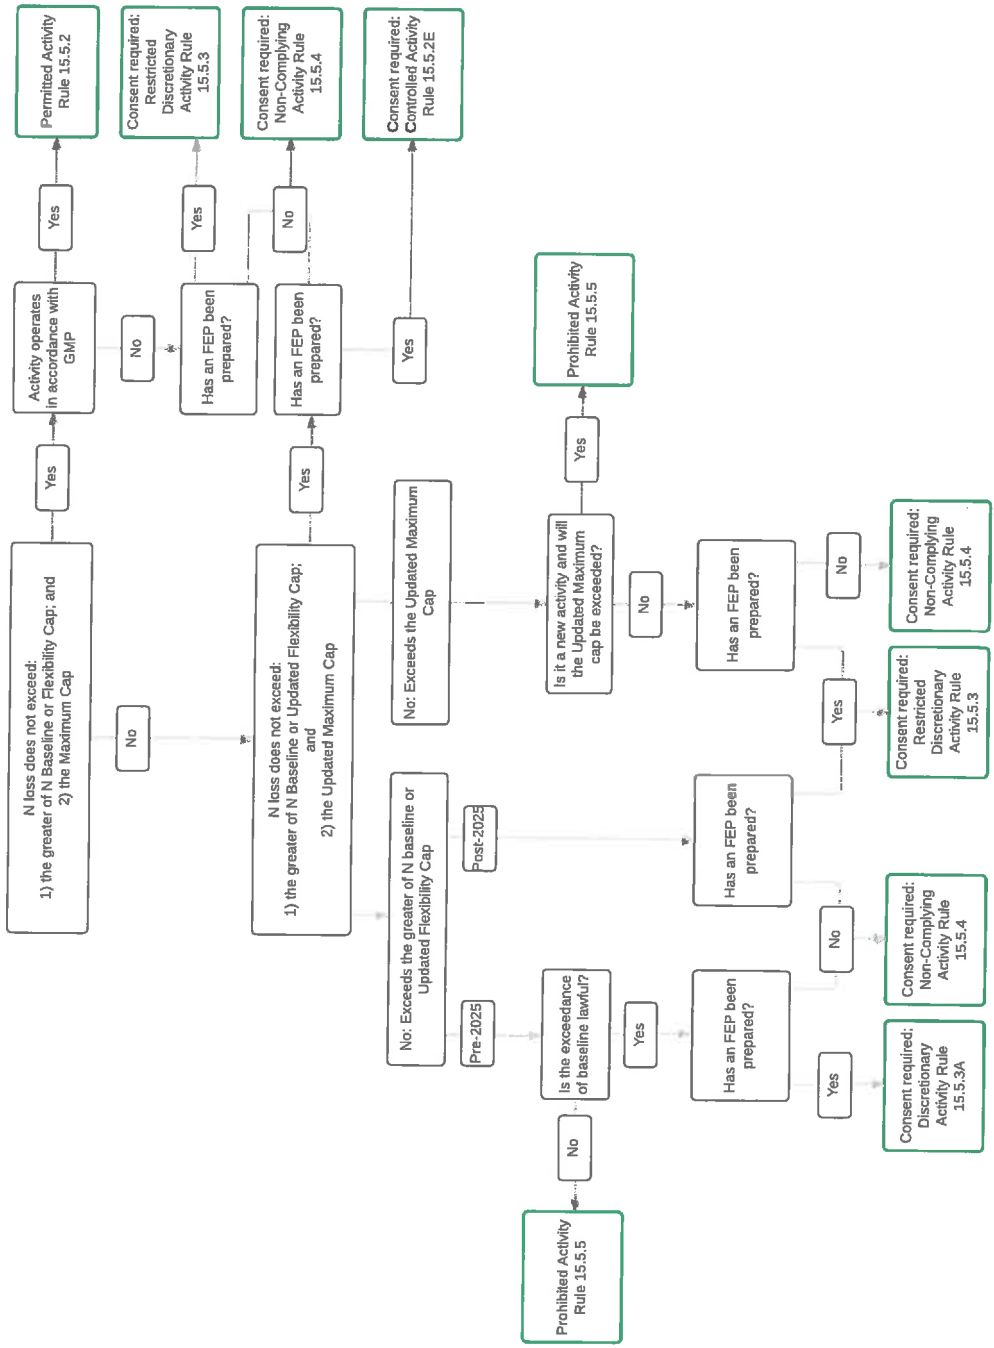 N loss does not exceed:
1) the greater of N Baseline or Flexibility Cap; and
2) the Maximum Cap
Yes
Activity operates
in accordance with
GMP
Yes
Permitted Activity
Rule 15.5.2
No
No
Has an FEP been
prepared?
Yes
Consent required:
Restricted
Discretionary
Activity Rule
15.5.3
N loss does not exceed:
1) the greater of N Baseline or Updated Flexibility Cap;
and
2) the Updated Maximum Cap
Yes
Has an FEP been
prepared?
No
Consent required:
Non-Complying
Activity Rule
15.5.4
Yes
Consent required:
Controlled Activity
Rule 15.5.2E
No: Exceeds the greater of N baseline or
Updated Flexibility Cap
No: Exceeds the Updated Maximum
Cap
Pre-2025
Post-2025
Prohibited Activity
Rule 15.5.5
No
Is the exceedance
of baseline lawful?
Is it a new activity and will
the Updated Maximum
cap be exceeded?
Yes
Prohibited Activity
Rule 15.5.5
Yes
No
Has an FEP been
prepared?
Has an FEP been
prepared?
Has an FEP been
prepared?
Yes
No
Yes
No
Consent required:
Discretionary
Activity Rule
15.5.3A
Consent required:
Non-Complying
Activity Rule
15.5.4
Consent required:
Restricted
Discretionary
Activity Rule
15.5.3
Consent required:
Non-Complying
Activity Rule
15.5.4